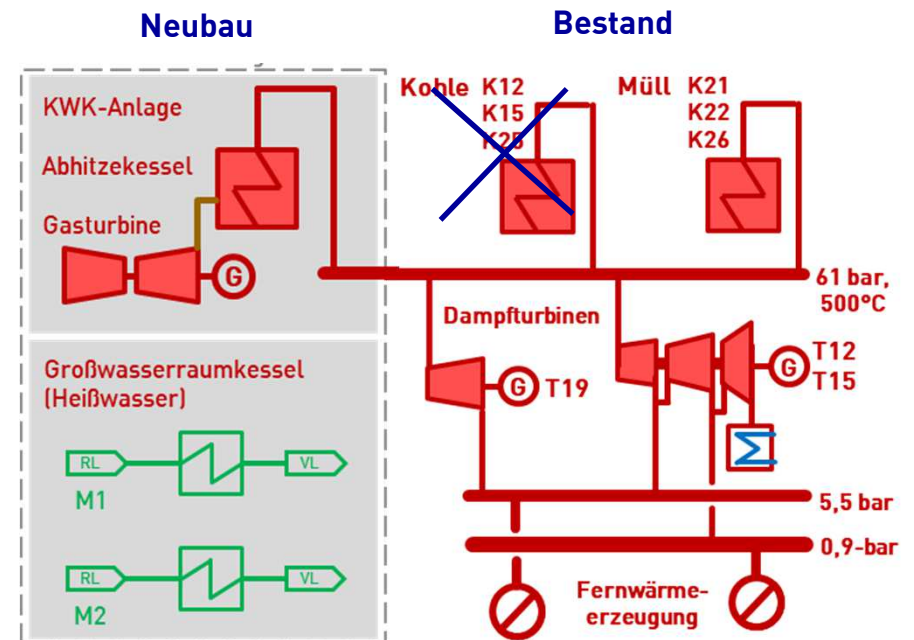 Neubau
Bestand
KWK-Anlage
Abhitzekessel
Gasturbine
G
Kohle K12
K15
K25
Müll K21
K22
K26
61 bar,
500°C
Dampfturbinen
G T19
G T12
T15
Großwasserraumkessel
(Heißwasser)
RL VL
M1
RL VL
M2
5,5 bar
0,9-bar
Fernwärme-
erzeugung